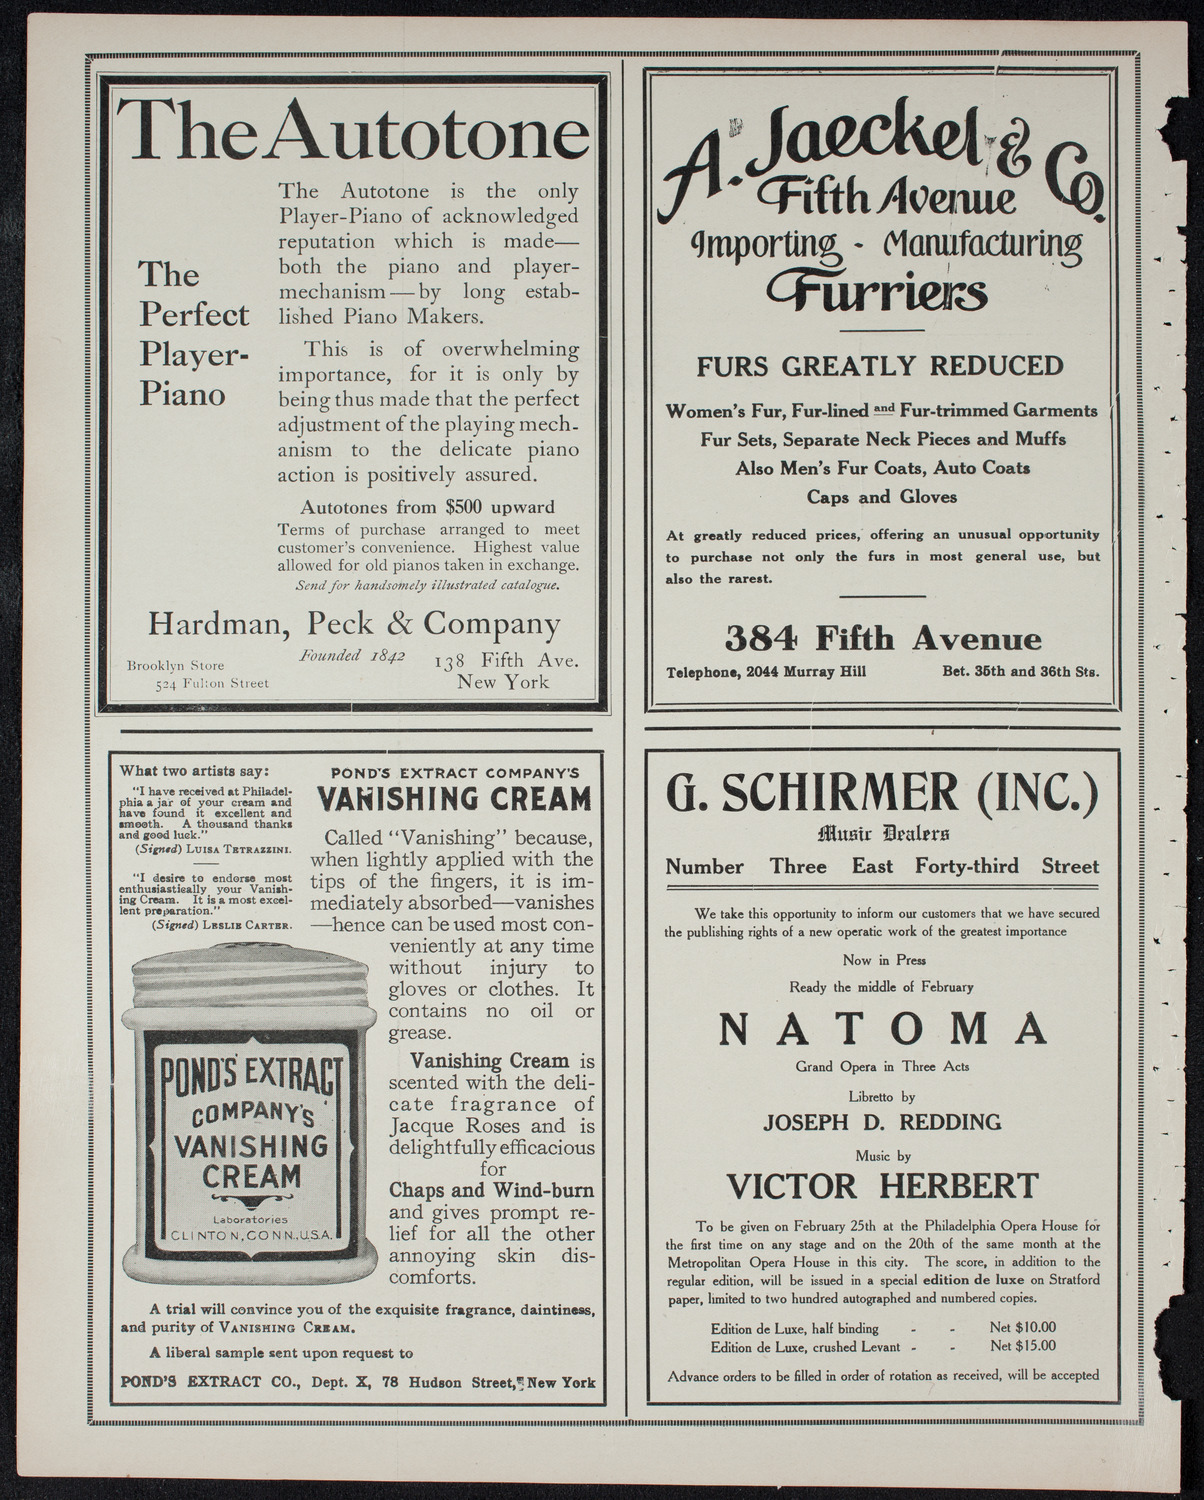 The Autotone
The
Perfect
Player-
Piano
The Autotone is the only
Player-Piano of acknowledged
reputation which is made—
both the piano and player-
mechanism—by long estab-
lished Piano Makers.
This is of overwhelming
importance, for it is only by
being thus made that the perfect
adjustment of the playing mech-
anism to the delicate piano
action is positively assured.
Autotones from $500 upward
Terms of purchase arranged to meet
customer's convenience. Highest value
allowed for old pianos taken in exchange.
Send for handsomely illustrated catalogue.
Hardman, Peck & Company
Founded 1842
Brooklyn Store
524 Fulton Street
138 Fifth Ave.
New York
A. Jaeckel & Co.
Fifth Avenue
Importing - Manufacturing
Furriers
FURS GREATLY REDUCED
Women's Fur, Fur-lined and Fur-trimmed Garments
Fur Sets, Separate Neck Pieces and Muffs
Also Men's Fur Coats, Auto Coats
Caps and Gloves
At greatly reduced prices, offering an unusual opportunity
to purchase not only the furs in most general use, but
also the rarest.
384 Fifth Avenue
Telephone, 2044 Murray Hill Bet. 35th and 36th Sts.
What two artists say:
"I have received at Philadel-
phia a jar of your cream and
have found it excellent and
smooth. A thousand thanks
and good luck."
(Signed) LUISA TETRAZZINI.
"I desire to endorse most
enthusiastically your Vanish-
ing Cream. It is a most excel-
lent preparation."
(Signed) LESLIE CARTER.
POND'S EXTRACT COMPANY'S
VANISHING CREAM
Called "Vanishing" because,
when lightly applied with the
tips of the fingers, it is im-
mediately absorbed—vanishes
—hence can be used most con-
veniently at any time
without injury to
gloves or clothes. It
contains no oil or
grease.
Vanishing Cream is
scented with the deli-
cate fragrance of
Jacque Roses and is
delightfully efficacious
for
Chaps and Wind-burn
and gives prompt re-
lief for all the other
annoying skin dis-
comforts.
POND'S EXTRACT
COMPANY'S
VANISHING
CREAM
Laboratories
CLINTON, CONN., U.S.A.
A trial will convince you of the exquisite fragrance, daintiness,
and purity of VANISHING CREAM.
A liberal sample sent upon request to
POND'S EXTRACT CO., Dept. X, 78 Hudson Street, New York
G. SCHIRMER (INC.)
Music Dealers
Number Three East Forty-third Street
We take this opportunity to inform our customers that we have secured
the publishing rights of a new operatic work of the greatest importance
Now in Press
Ready the middle of February
NATOMA
Grand Opera in Three Acts
Libretto by
JOSEPH D. REDDING
Music by
VICTOR HERBERT
To be given on February 25th at the Philadelphia Opera House for
the first time on any stage and on the 20th of the same month at the
Metropolitan Opera House in this city. The score, in addition to the
regular edition, will be issued in a special edition de luxe on Stratford
paper, limited to two hundred autographed and numbered copies.
Edition de Luxe, half binding - - Net $10.00
Edition de Luxe, crushed Levant - - Net $15.00
Advance orders to be filled in order of rotation as received, will be accepted